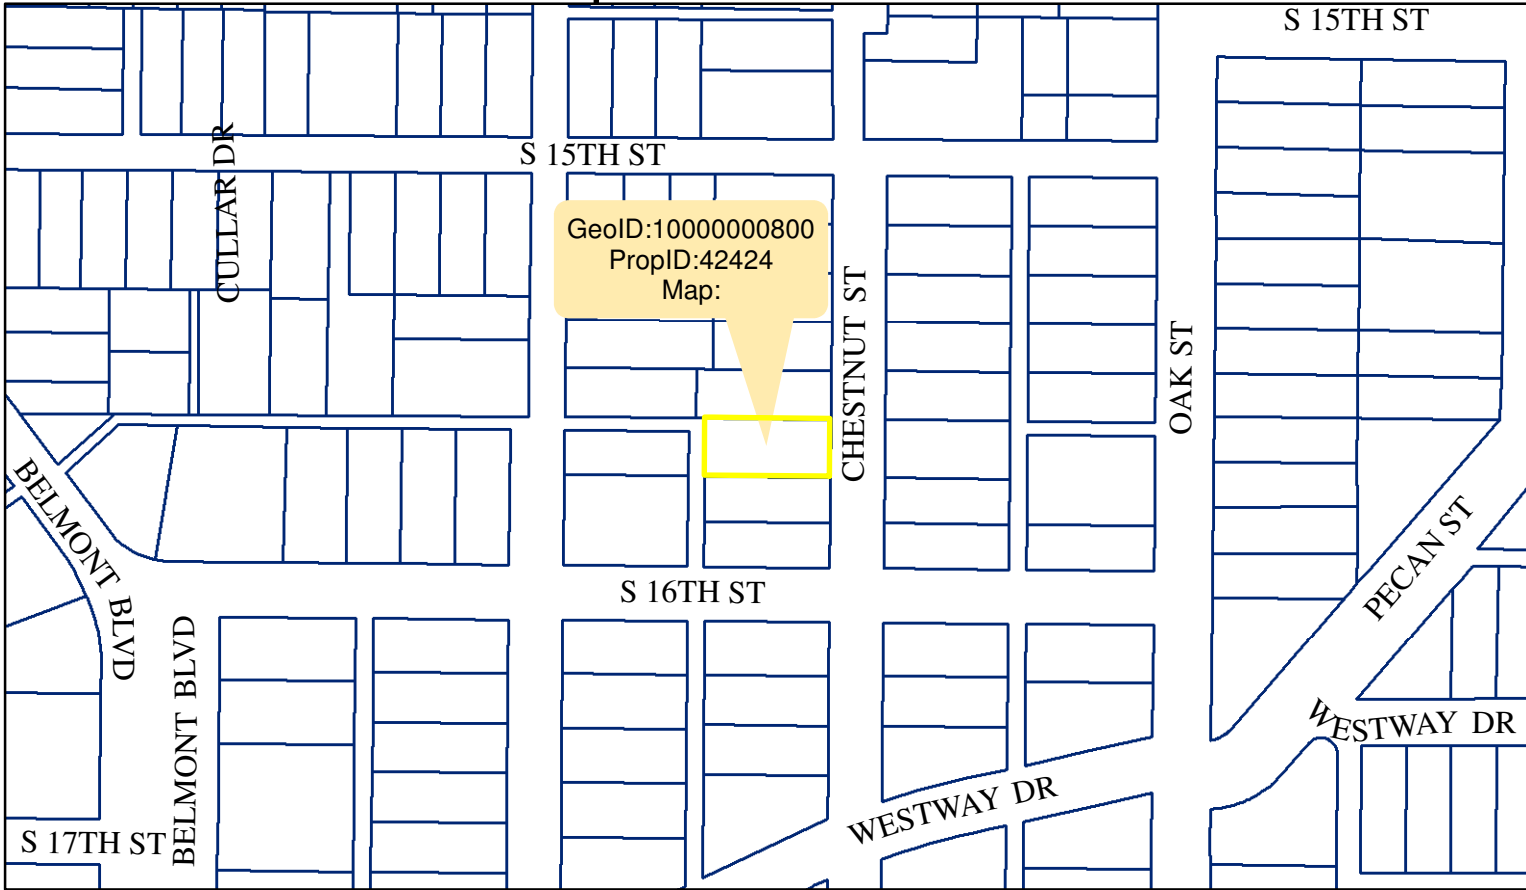 S 15TH ST
S 15TH ST
CULLAR DR
GeoID:10000000800
PropID:42424
Map:
CHESTNUT ST
OAK ST
BELMONT BLVD
PECAN ST
S 16TH ST
BELMONT BLVD
WESTWAY DR
WESTWAY DR
S 17TH ST